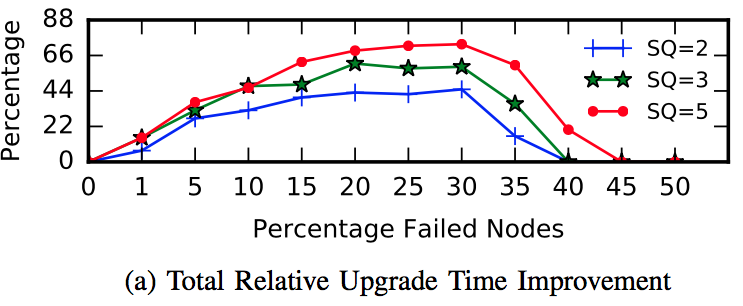 88
66
44
22
0
Percentage
SQ=2
SQ=3
SQ=5
0 1 5 10 15 20 25 30 35 40 45 50
Percentage Failed Nodes
(a) Total Relative Upgrade Time Improvement